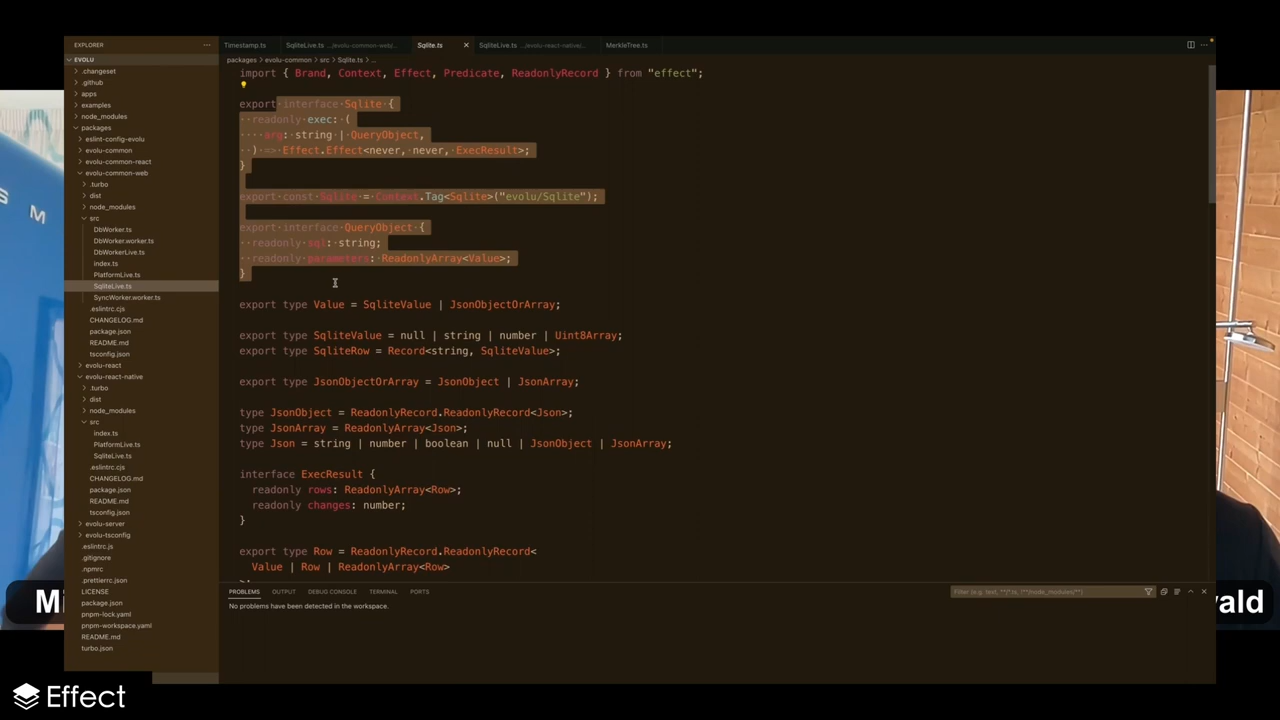 EXPLORER
EVOLU
.changeset
.github
apps
examples
node_modules
packages
eslint-config-evolu
evolu-common
evolu-common-react
evolu-common-web
.turbo
dist
node_modules
src
DbWorker.ts
DbWorker.worker.ts
DbWorkerLive.ts
index.ts
PlatformLive.ts
SqliteLive.ts
SyncWorker.worker.ts
.eslintrc.cjs
CHANGELOG.md
package.json
README.md
tsconfig.json
evolu-react
evolu-react-native
.turbo
dist
node_modules
src
index.ts
PlatformLive.ts
SqliteLive.ts
.eslintrc.cjs
CHANGELOG.md
package.json
README.md
tsconfig.json
evolu-server
evolu-tsconfig
.eslintrc.js
.gitignore
.npmrc
.prettierrc.json
LICENSE
package.json
pnpm-lock.yaml
pnpm-workspace.yaml
README.md
turbo.json
Timestamp.ts SqliteLive.ts .../evolu-common-web/... Sqlite.ts SqliteLive.ts .../evolu-react-native/... MerkleTree.ts
packages > evolu-common > src > Sqlite.ts > ...
import { Brand, Context, Effect, Predicate, ReadonlyRecord } from "effect";
export interface Sqlite {
readonly exec: (
arg: string | QueryObject,
) => Effect.Effect<never, never, ExecResult>;
}
export const Sqlite = Context.Tag<Sqlite>("evolu/Sqlite");
export interface QueryObject {
readonly sql: string;
readonly parameters: ReadonlyArray<Value>;
}
export type Value = SqliteValue | JsonObjectOrArray;
export type SqliteValue = null | string | number | Uint8Array;
export type SqliteRow = Record<string, SqliteValue>;
export type JsonObjectOrArray = JsonObject | JsonArray;
type JsonObject = ReadonlyRecord.ReadonlyRecord<Json>;
type JsonArray = ReadonlyArray<Json>;
type Json = string | number | boolean | null | JsonObject | JsonArray;
interface ExecResult {
readonly rows: ReadonlyArray<Row>;
readonly changes: number;
}
export type Row = ReadonlyRecord.ReadonlyRecord<
Value | Row | ReadonlyArray<Row>
>;
PROBLEMS OUTPUT DEBUG CONSOLE TERMINAL PORTS
Filter (e.g. text, **/*.ts, !**/node_modules/**)
No problems have been detected in the workspace.
S M
vald
Effect